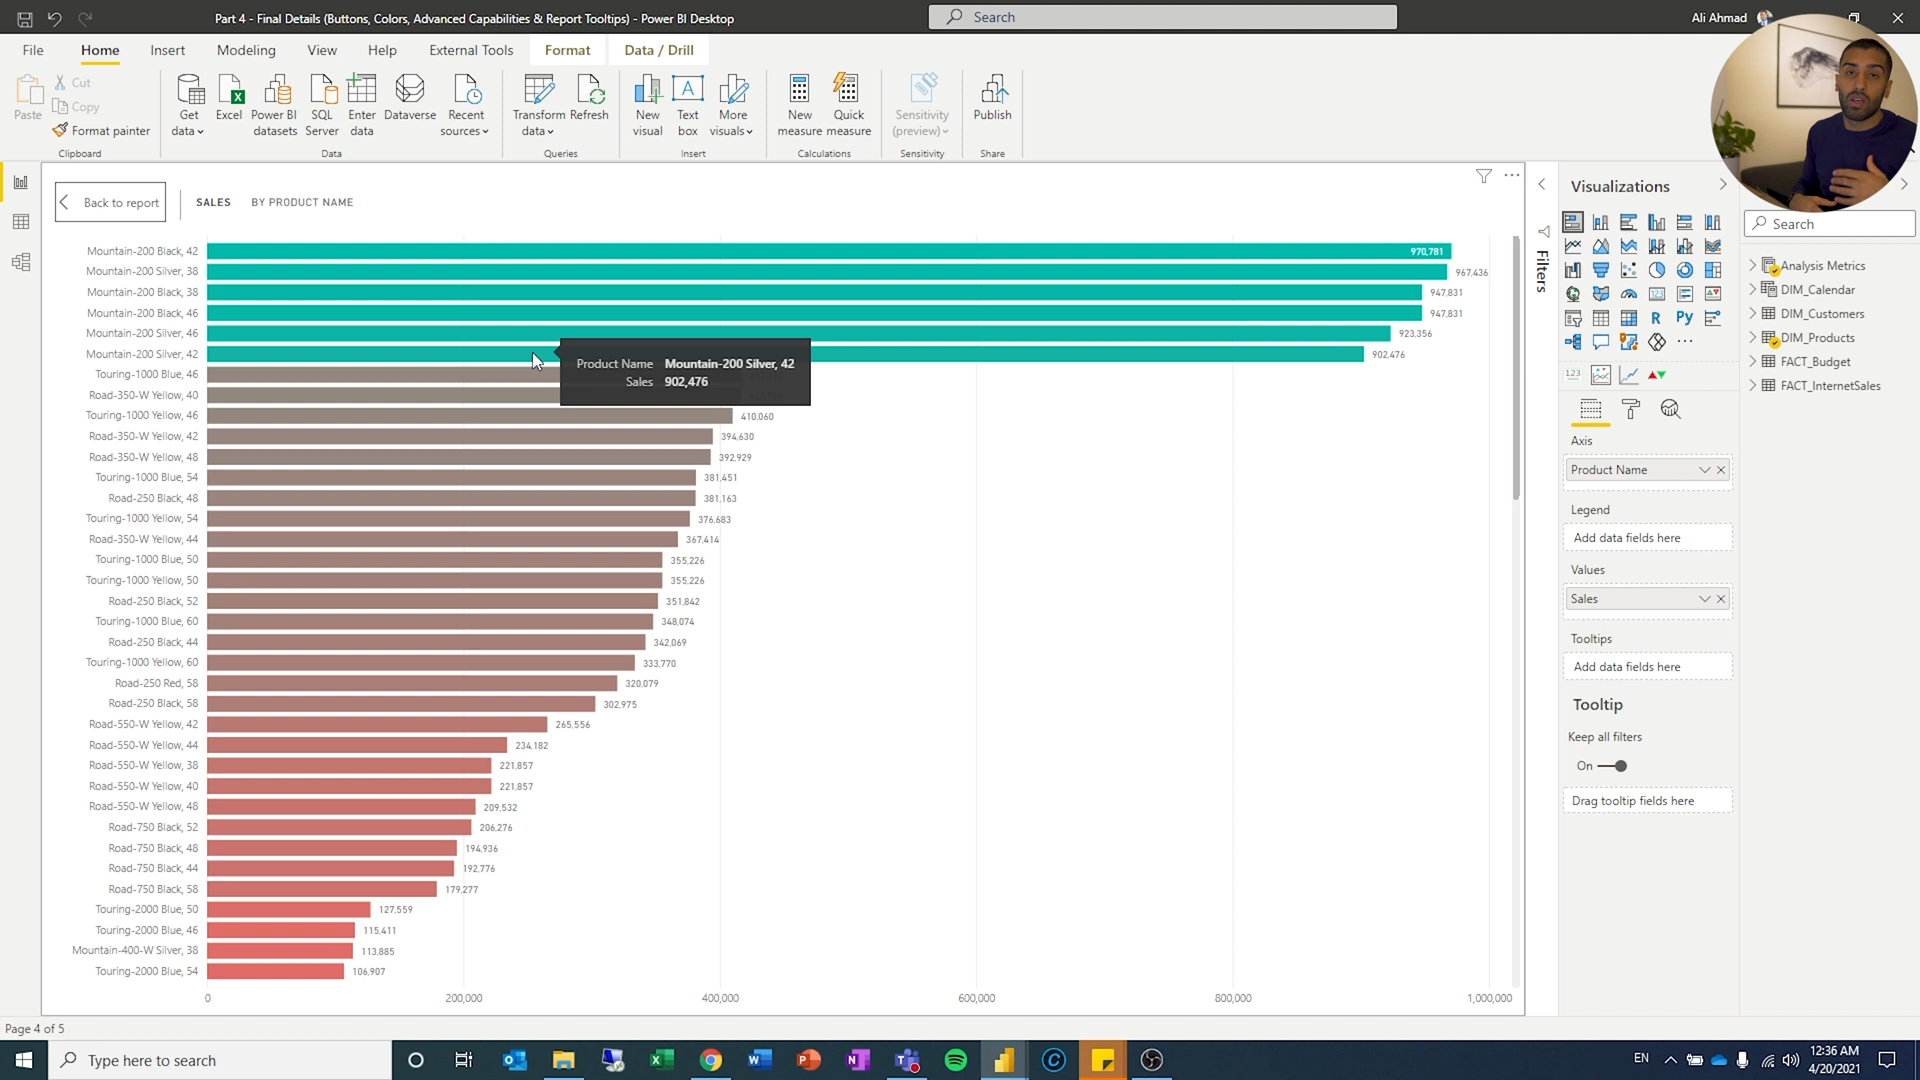 Part 4 - Final Details (Buttons, Colors, Advanced Capabilities & Report Tooltips) - Power BI Desktop
Search
Ali Ahmad
File
Home
Insert
Modeling
View
Help
External Tools
Format
Data / Drill
Paste
Cut
Copy
Format painter
Clipboard
Get data
Excel
Power BI datasets
SQL Server
Enter data
Dataverse
Recent sources
Data
Transform data
Refresh
Queries
New visual
Text box
More visuals
Insert
New measure
Quick measure
Calculations
Sensitivity (preview)
Sensitivity
Publish
Share
Back to report
SALES BY PRODUCT NAME
Mountain-200 Black, 42 970,781
Mountain-200 Silver, 38 967,436
Mountain-200 Black, 38 947,831
Mountain-200 Black, 46 947,831
Mountain-200 Silver, 46 923,356
Mountain-200 Silver, 42 902,476
Product Name Mountain-200 Silver, 42
Sales 902,476
Touring-1000 Blue, 46
Road-350-W Yellow, 40
Touring-1000 Yellow, 46 410,060
Road-350-W Yellow, 42 394,630
Road-350-W Yellow, 48 392,929
Touring-1000 Blue, 54 381,451
Road-250 Black, 48 381,163
Touring-1000 Yellow, 54 376,683
Road-350-W Yellow, 44 367,414
Touring-1000 Blue, 50 355,226
Touring-1000 Yellow, 50 355,226
Road-250 Black, 52 351,842
Touring-1000 Blue, 60 348,074
Road-250 Black, 44 342,069
Touring-1000 Yellow, 60 333,770
Road-250 Red, 58 320,079
Road-250 Black, 58 302,975
Road-550-W Yellow, 42 265,556
Road-550-W Yellow, 44 234,182
Road-550-W Yellow, 38 221,857
Road-550-W Yellow, 40 221,857
Road-550-W Yellow, 48 209,532
Road-750 Black, 52 206,276
Road-750 Black, 48 194,936
Road-750 Black, 44 192,776
Road-750 Black, 58 179,277
Touring-2000 Blue, 50 127,559
Touring-2000 Blue, 46 115,411
Mountain-400-W Silver, 38 113,885
Touring-2000 Blue, 54 106,907
0 200,000 400,000 600,000 800,000 1,000,000
Filters
Visualizations
R
Py
123
Axis
Product Name
Legend
Add data fields here
Values
Sales
Tooltips
Add data fields here
Tooltip
Keep all filters
On
Drag tooltip fields here
Search
Analysis Metrics
DIM_Calendar
DIM_Customers
DIM_Products
FACT_Budget
FACT_InternetSales
Page 4 of 5
Type here to search
EN
12:36 AM
4/20/2021